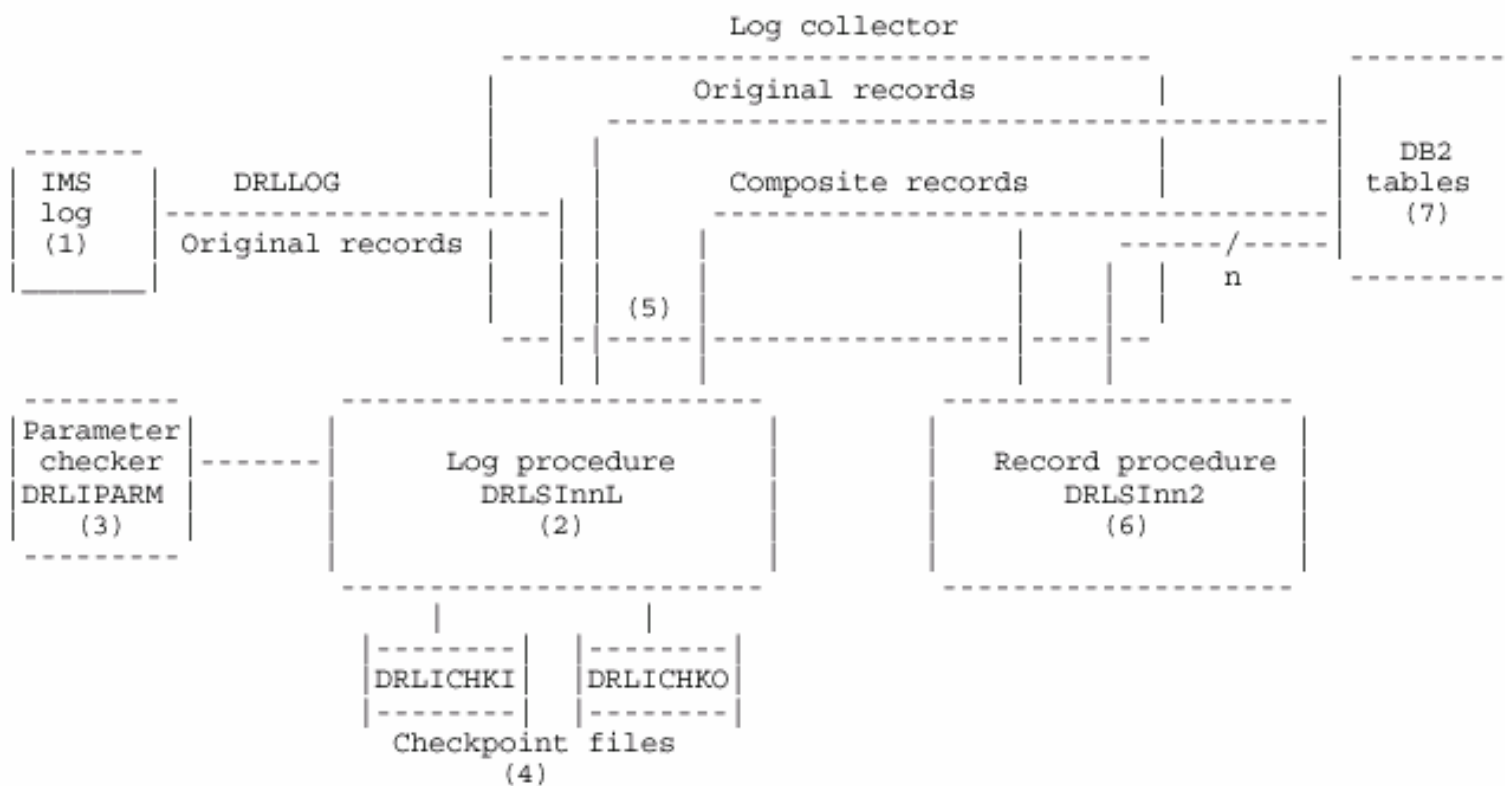 Log collector
Original records
IMS DRLLOG Composite records DB2
log tables
(1) Original records (7)
n
(5)
Parameter
checker Log procedure Record procedure
DRLIPARM DRLSInnL DRLSInn2
(3) (2) (6)
DRLICHKI DRLICHKO
Checkpoint files
(4)